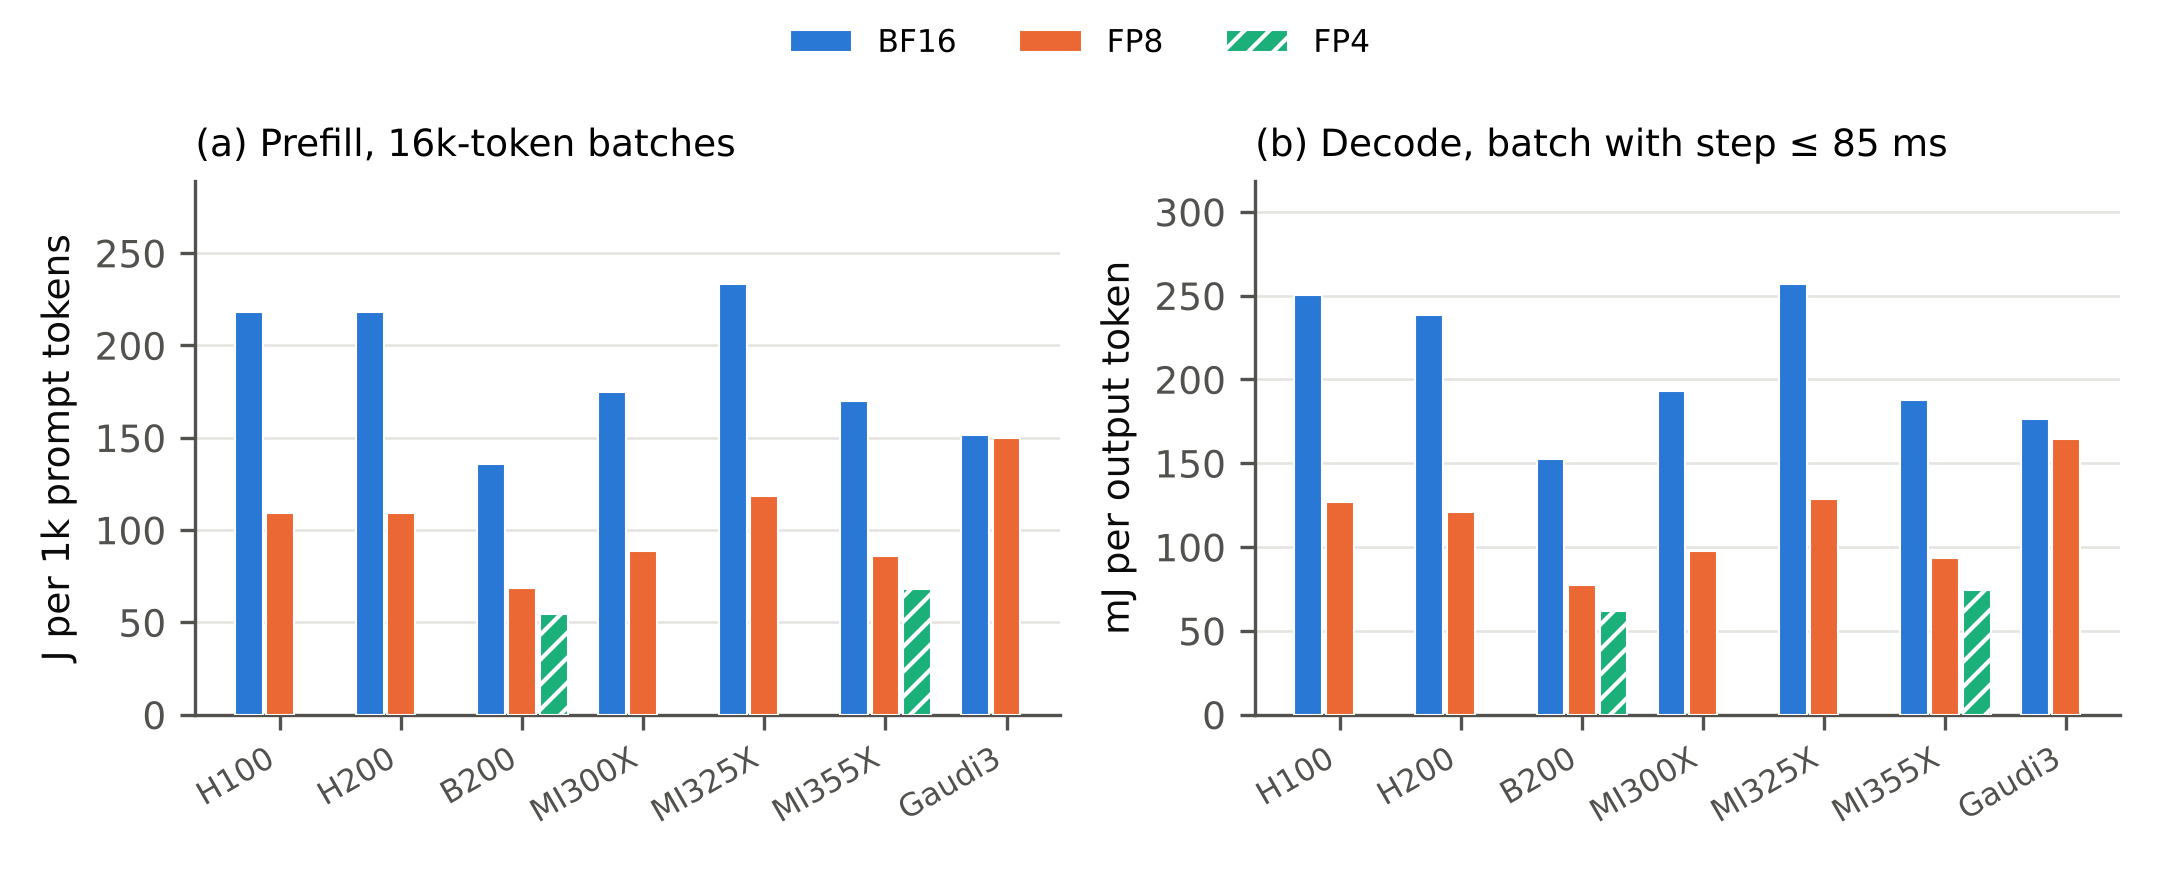 BF16 FP8 FP4
(a) Prefill, 16k-token batches
J per 1k prompt tokens
250
200
150
100
50
0
H100 H200 B200 MI300X MI325X MI355X Gaudi3
(b) Decode, batch with step ≤ 85 ms
mJ per output token
300
250
200
150
100
50
0
H100 H200 B200 MI300X MI325X MI355X Gaudi3